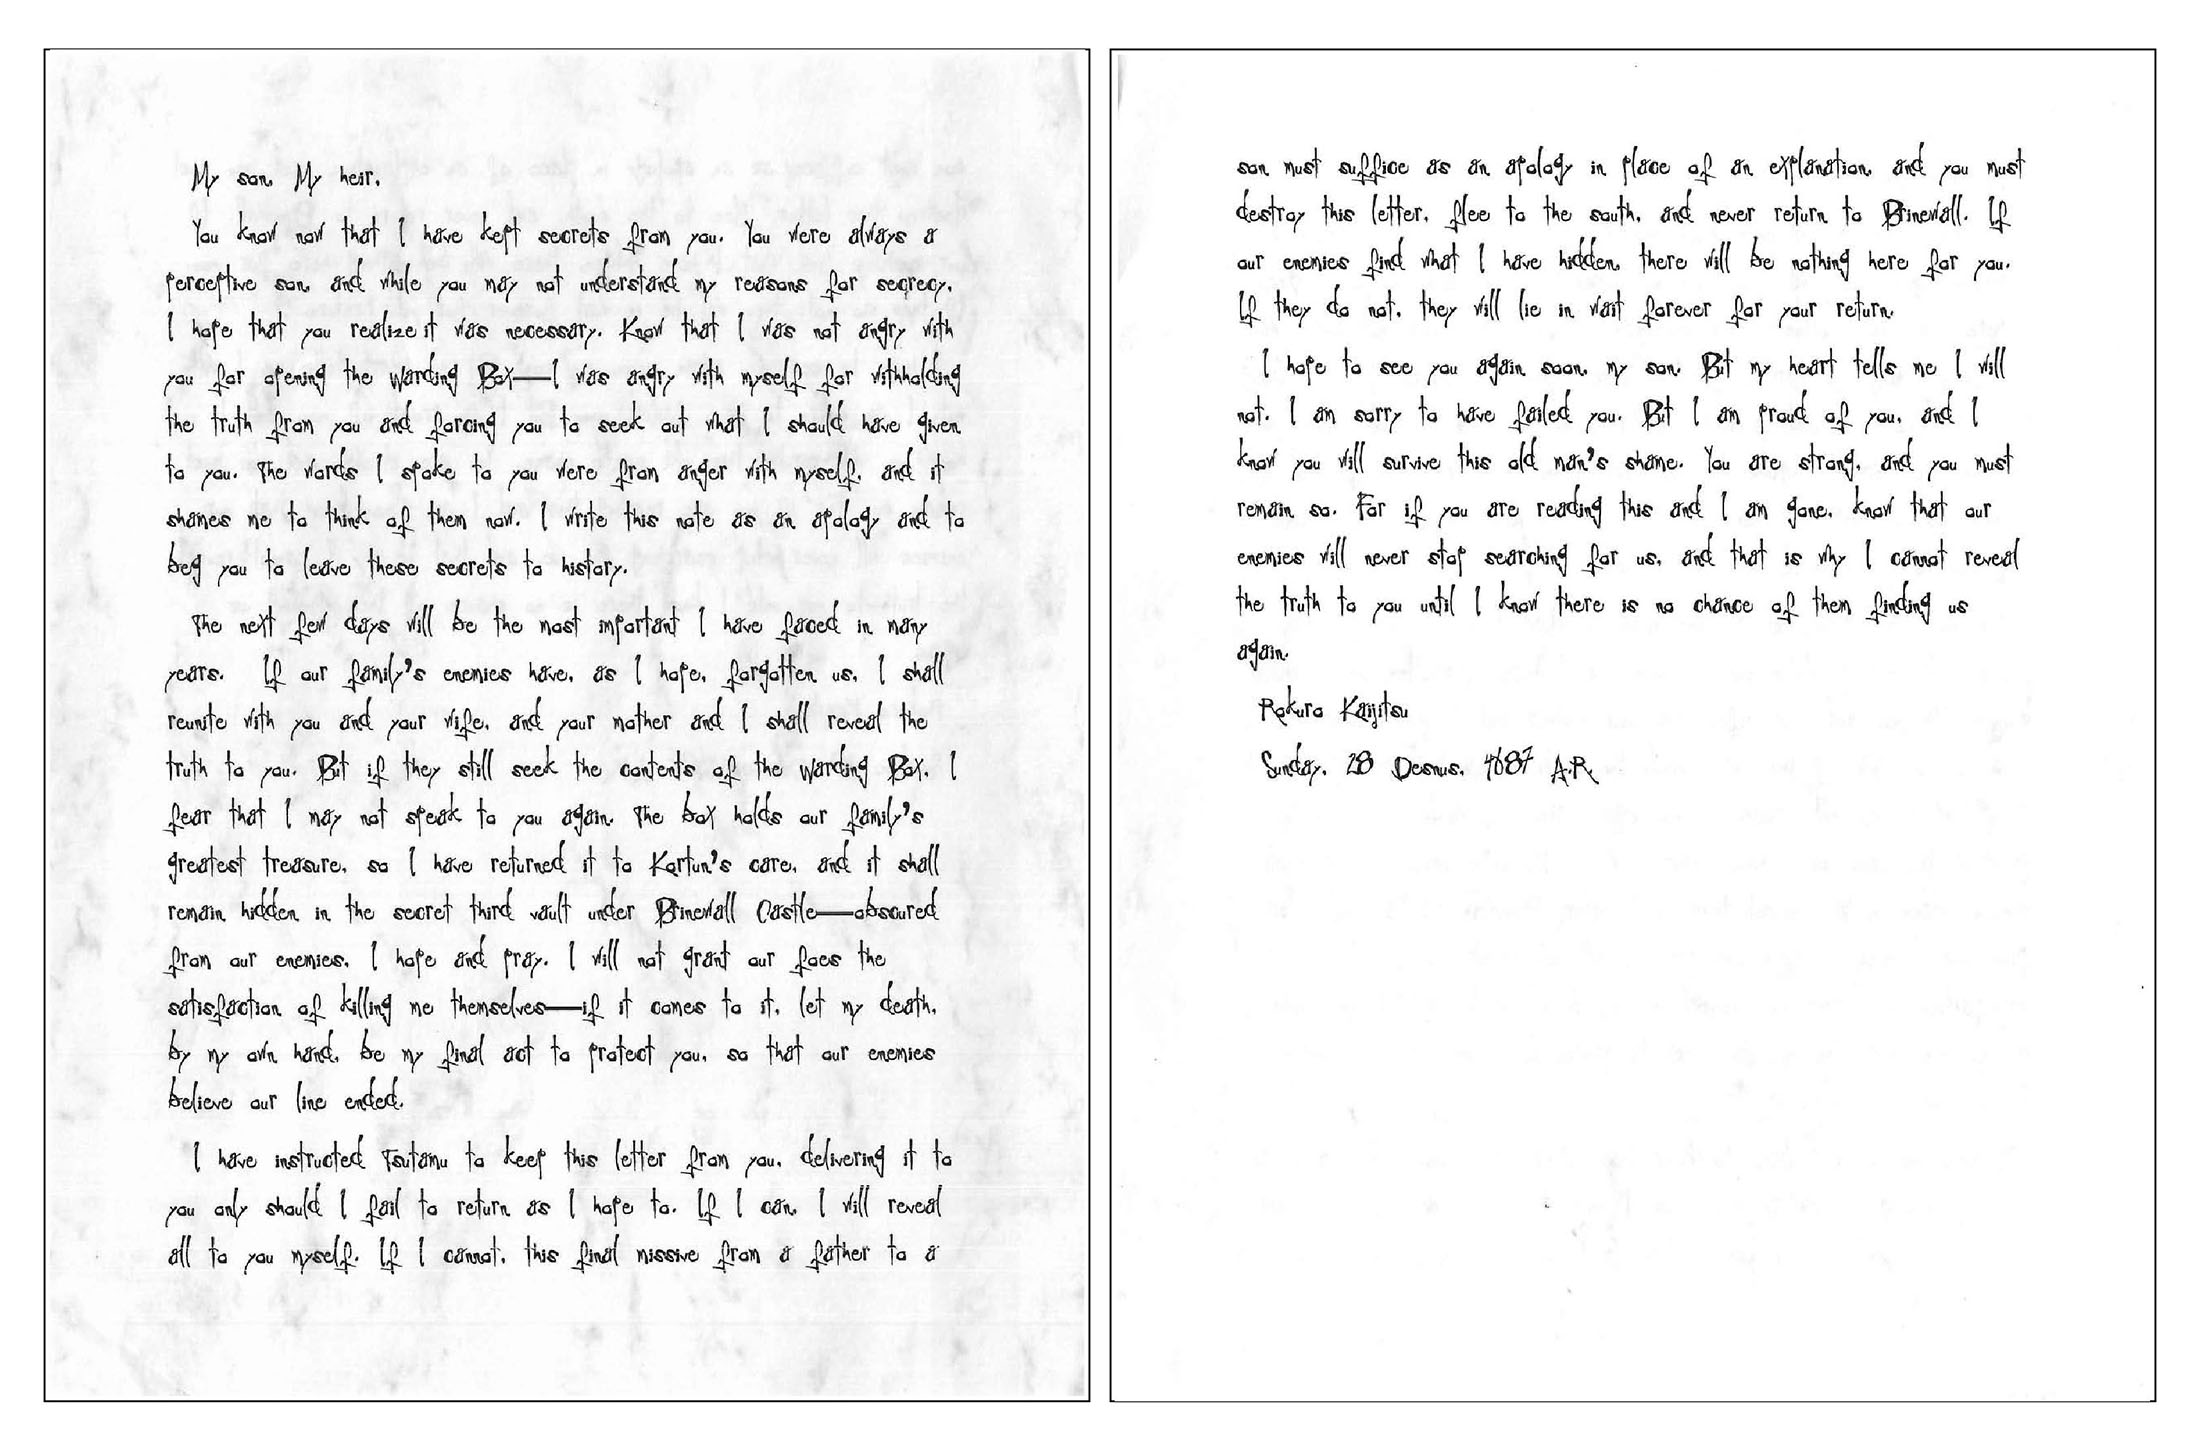 My son, My heir,
You know now that I have kept secrets from you. You were always a
perceptive son, and while you may not understand my reasons for secrecy,
I hope that you realize it was necessary. Know that I was not angry with
you for opening the Warding Box—I was angry with myself for withholding
the truth from you and forcing you to seek out what I should have given
to you. The words I spoke to you were from anger with myself, and it
shames me to think of them now. I write this note as an apology and to
beg you to leave these secrets to history.
The next few days will be the most important I have faced in many
years. If our family's enemies have, as I hope, forgotten us, I shall
reunite with you and your wife, and your mother and I shall reveal the
truth to you. But if they still seek the contents of the Warding Box, I
fear that I may not speak to you again. The box holds our family's
greatest treasure, so I have returned it to Kortun's care, and it shall
remain hidden in the secret third vault under Brinewall Castle—obscured
from our enemies, I hope and pray. I will not grant our foes the
satisfaction of killing me themselves—if it comes to it, let my death,
by my own hand, be my final act to protect you, so that our enemies
believe our line ended.
I have instructed Tsutamu to keep this letter from you, delivering it to
you only should I fail to return as I hope to. If I can, I will reveal
all to you myself. If I cannot, this final missive from a father to a
son must suffice as an apology in place of an explanation, and you must
destroy this letter, flee to the south, and never return to Brinewall. If
our enemies find what I have hidden, there will be nothing here for you.
If they do not, they will lie in wait forever for your return.
I hope to see you again soon, my son. But my heart tells me I will
not. I am sorry to have failed you. But I am proud of you, and I
know you will survive this old man's shame. You are strong, and you must
remain so. For if you are reading this and I am gone, know that our
enemies will never stop searching for us, and that is why I cannot reveal
the truth to you until I know there is no chance of them finding us
again.
Rokuro Kaijitsu
Sunday, 28 Desnus, 4687 A.R.